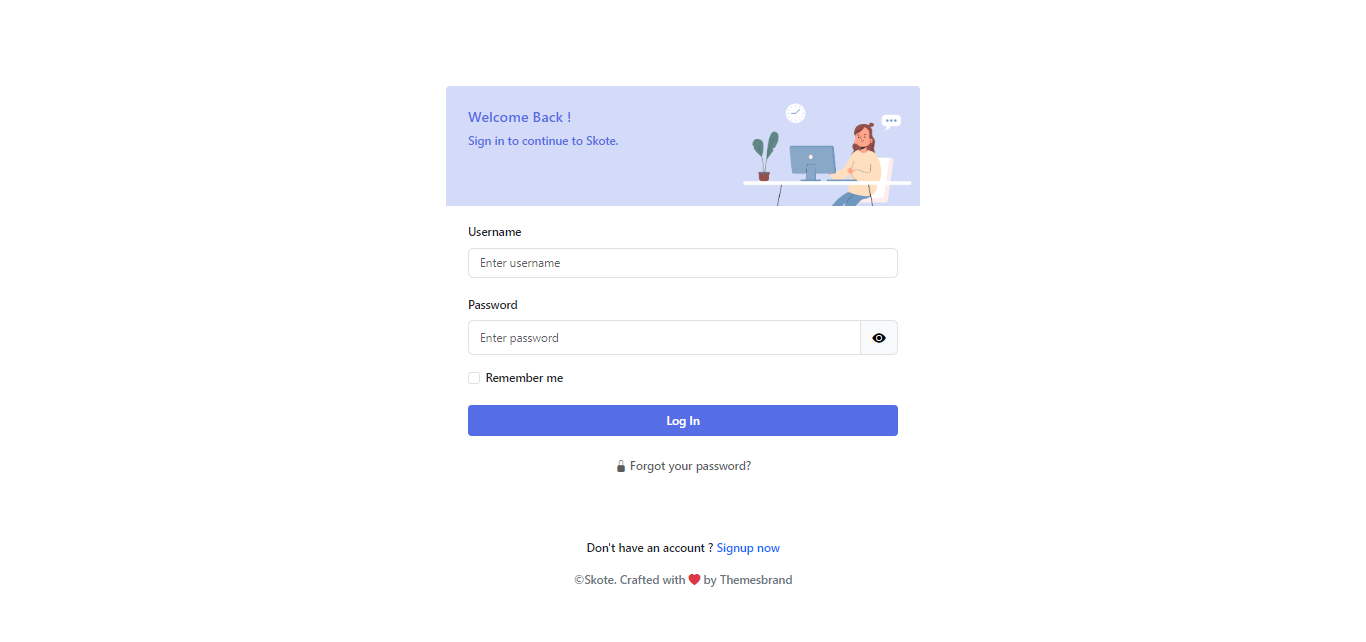 Welcome Back !
Sign in to continue to Skote.
Username
Enter username
Password
Enter password
Remember me
Log In
Forgot your password?
Don't have an account ? Signup now
©Skote. Crafted with ❤ by Themesbrand